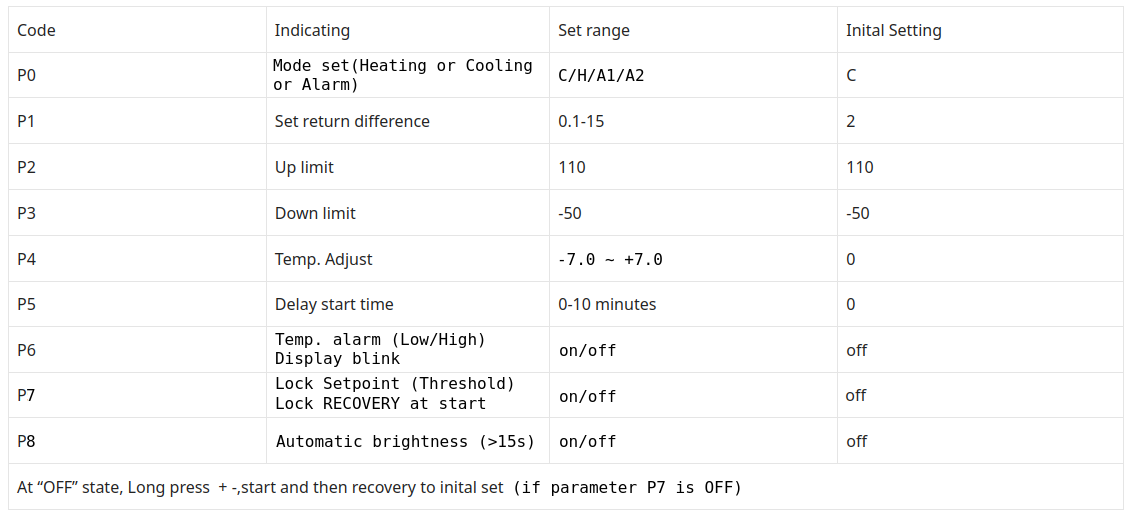 Code Indicating Set range Inital Setting
P0 Mode set(Heating or Cooling
or Alarm) C/H/A1/A2 C
P1 Set return difference 0.1-15 2
P2 Up limit 110 110
P3 Down limit -50 -50
P4 Temp. Adjust -7.0 ~ +7.0 0
P5 Delay start time 0-10 minutes 0
P6 Temp. alarm (Low/High)
Display blink on/off off
P7 Lock Setpoint (Threshold)
Lock RECOVERY at start on/off off
P8 Automatic brightness (>15s) on/off off
At “OFF” state, Long press + -,start and then recovery to inital set (if parameter P7 is OFF)